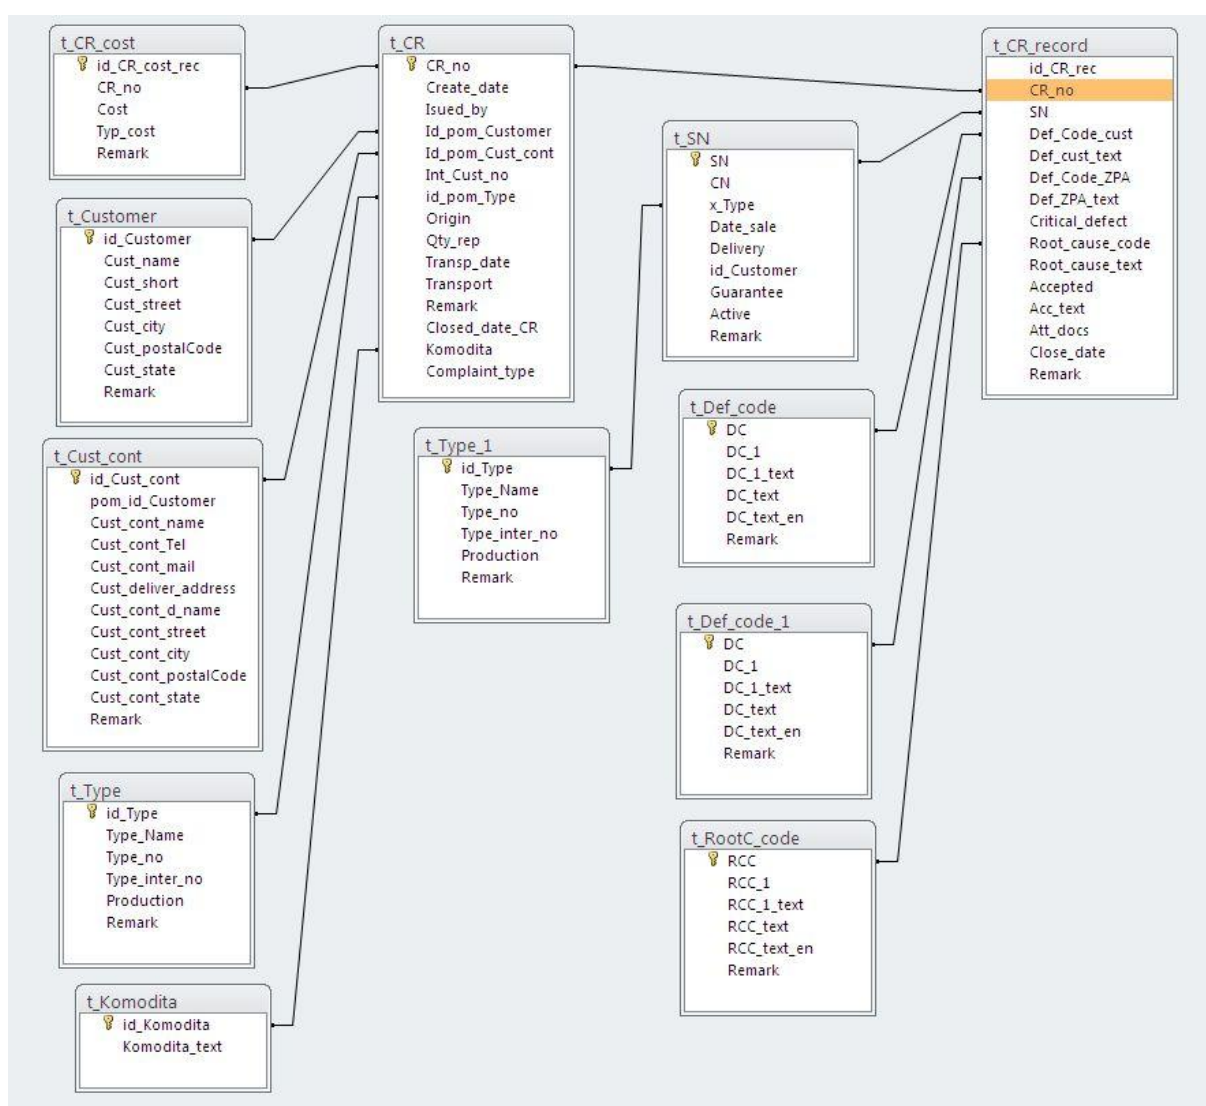 t_CR_cost
id_CR_cost_rec
CR_no
Cost
Typ_cost
Remark
t_Customer
id_Customer
Cust_name
Cust_short
Cust_street
Cust_city
Cust_postalCode
Cust_state
Remark
t_Cust_cont
id_Cust_cont
pom_id_Customer
Cust_cont_name
Cust_cont_Tel
Cust_cont_mail
Cust_deliver_address
Cust_cont_d_name
Cust_cont_street
Cust_cont_city
Cust_cont_postalCode
Cust_cont_state
Remark
t_Type
id_Type
Type_Name
Type_no
Type_inter_no
Production
Remark
t_Komodita
id_Komodita
Komodita_text
t_CR
CR_no
Create_date
Isued_by
Id_pom_Customer
Id_pom_Cust_cont
Int_Cust_no
id_pom_Type
Origin
Qty_rep
Transp_date
Transport
Remark
Closed_date_CR
Komodita
Complaint_type
t_Type_1
id_Type
Type_Name
Type_no
Type_inter_no
Production
Remark
t_SN
SN
CN
x_Type
Date_sale
Delivery
id_Customer
Guarantee
Active
Remark
t_Def_code
DC
DC_1
DC_1_text
DC_text
DC_text_en
Remark
t_Def_code_1
DC
DC_1
DC_1_text
DC_text
DC_text_en
Remark
t_RootC_code
RCC
RCC_1
RCC_1_text
RCC_text
RCC_text_en
Remark
t_CR_record
id_CR_rec
CR_no
SN
Def_Code_cust
Def_cust_text
Def_Code_ZPA
Def_ZPA_text
Critical_defect
Root_cause_code
Root_cause_text
Accepted
Acc_text
Att_docs
Close_date
Remark